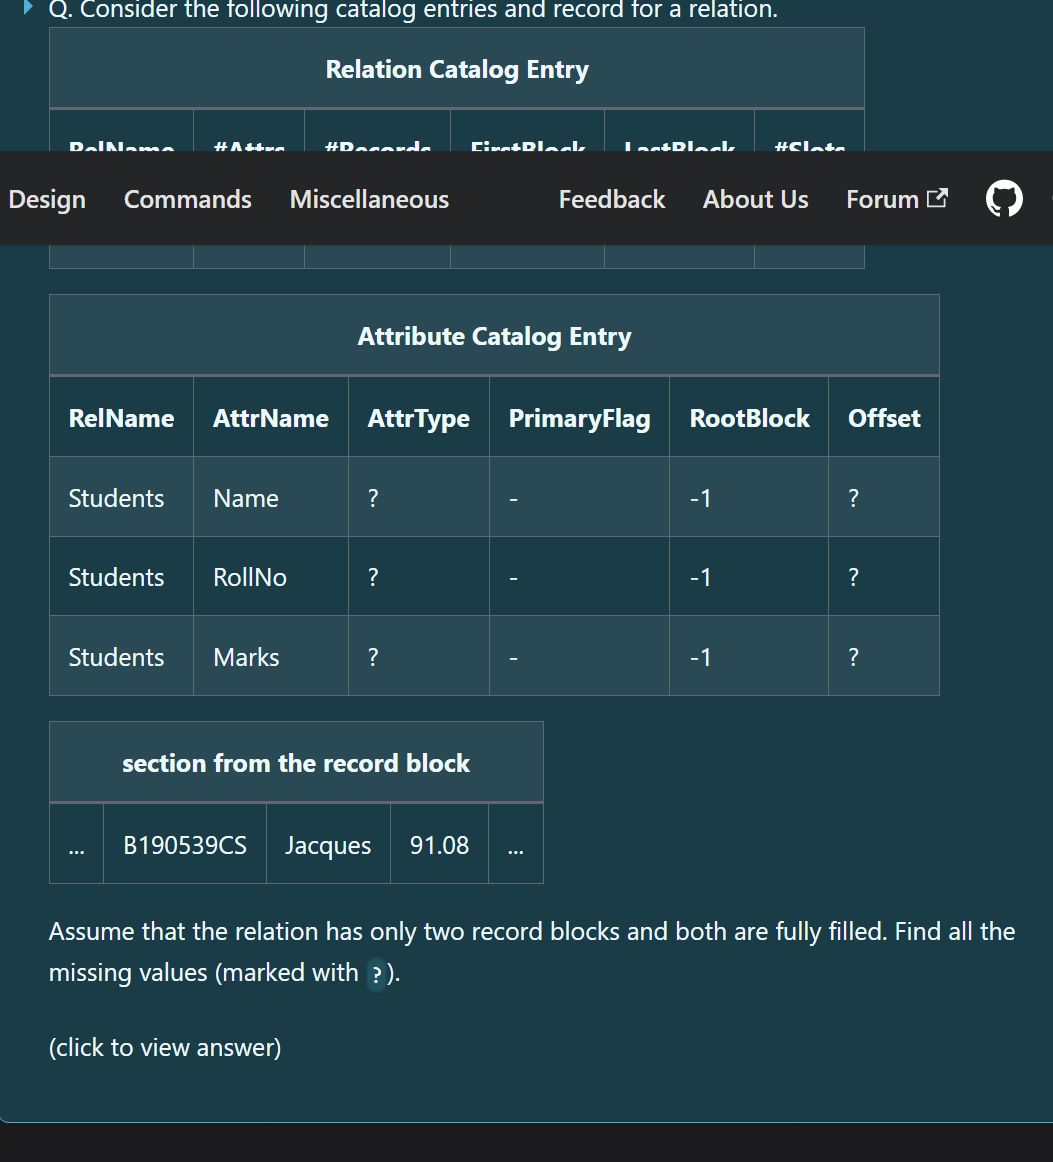 Q. Consider the following catalog entries and record for a relation.
Relation Catalog Entry
RelName #Attrs #Records FirstBlock LastBlock #Slots
Design Commands Miscellaneous Feedback About Us Forum
Attribute Catalog Entry
RelName AttrName AttrType PrimaryFlag RootBlock Offset
Students Name ? - -1 ?
Students RollNo ? - -1 ?
Students Marks ? - -1 ?
section from the record block
... B190539CS Jacques 91.08 ...
Assume that the relation has only two record blocks and both are fully filled. Find all the
missing values (marked with ?).
(click to view answer)